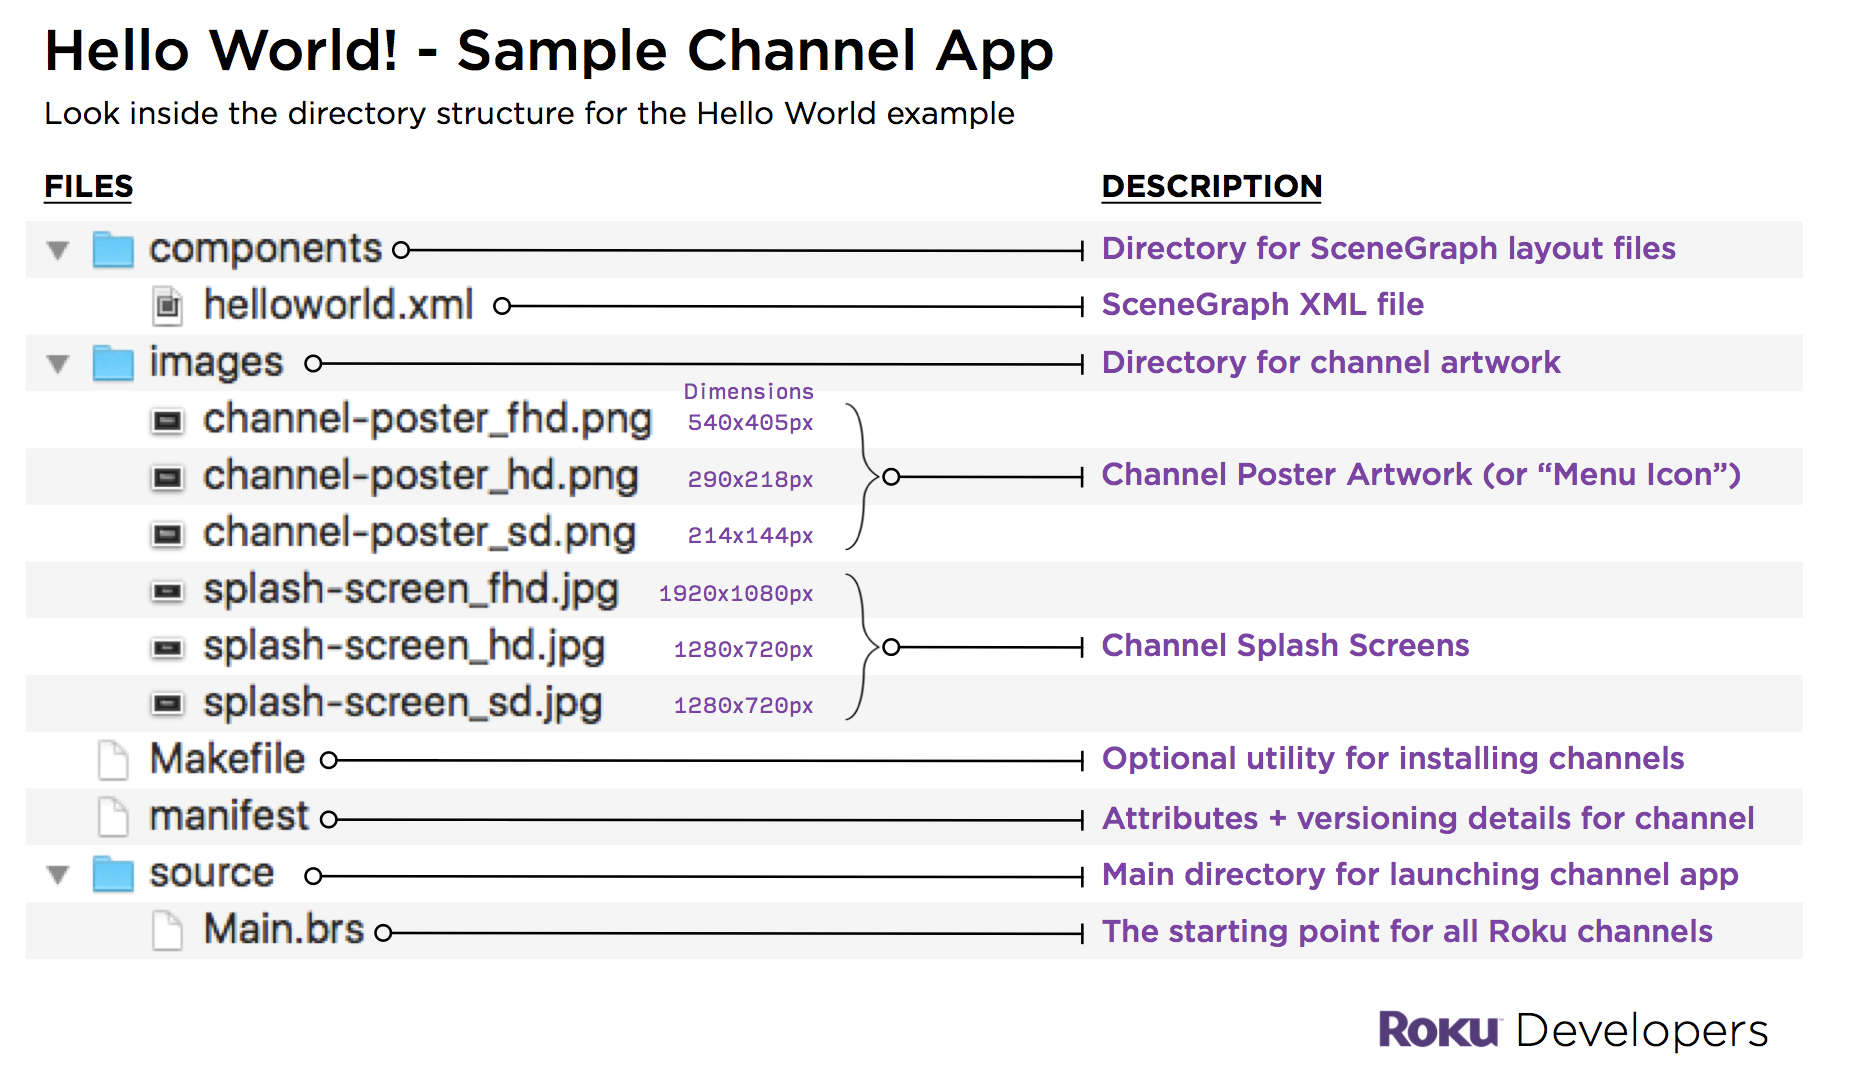 Hello World! - Sample Channel App
Look inside the directory structure for the Hello World example
FILES DESCRIPTION
components Directory for SceneGraph layout files
helloworld.xml SceneGraph XML file
images Directory for channel artwork
Dimensions
channel-poster_fhd.png 540x405px
channel-poster_hd.png 290x218px Channel Poster Artwork (or “Menu Icon”)
channel-poster_sd.png 214x144px
splash-screen_fhd.jpg 1920x1080px
splash-screen_hd.jpg 1280x720px Channel Splash Screens
splash-screen_sd.jpg 1280x720px
Makefile Optional utility for installing channels
manifest Attributes + versioning details for channel
source Main directory for launching channel app
Main.brs The starting point for all Roku channels
ROKU Developers